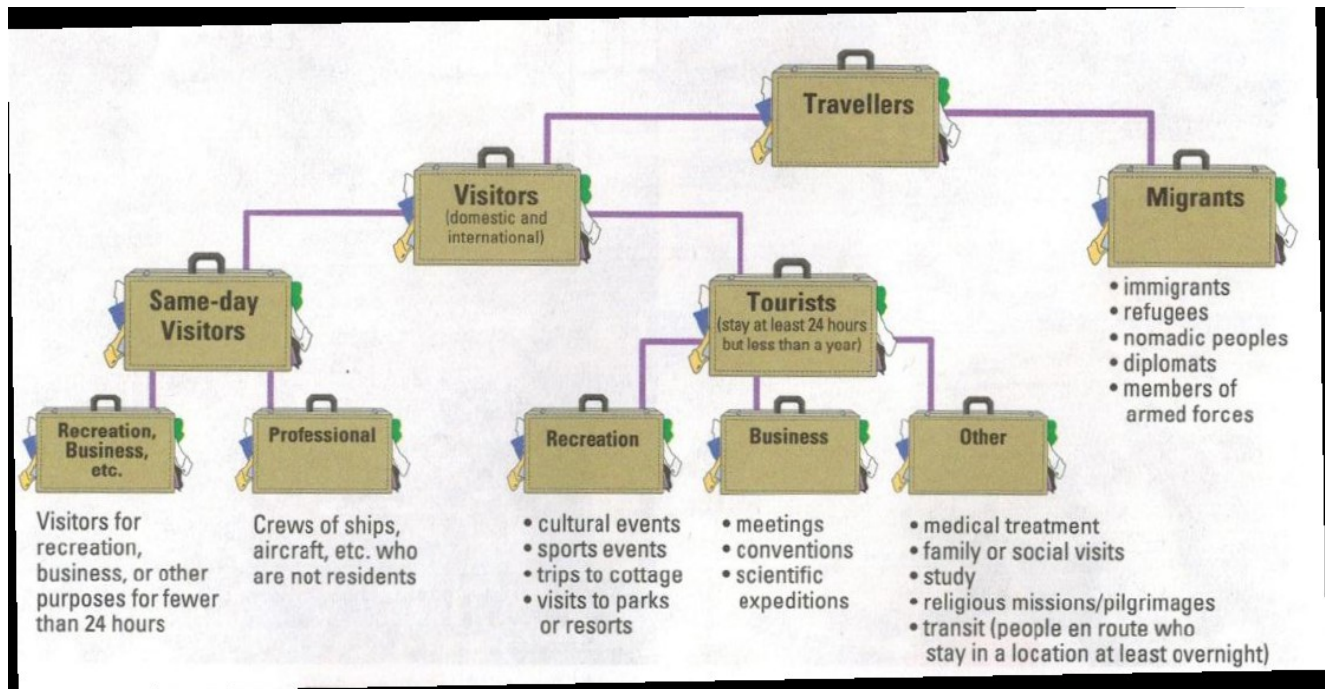 Travellers
Visitors
(domestic and
international)
Migrants
• immigrants
• refugees
• nomadic peoples
• diplomats
• members of
armed forces
Same-day
Visitors
Tourists
(stay at least 24 hours
but less than a year)
Recreation,
Business,
etc.
Visitors for
recreation,
business, or other
purposes for fewer
than 24 hours
Professional
Crews of ships,
aircraft, etc. who
are not residents
Recreation
• cultural events
• sports events
• trips to cottage
• visits to parks
or resorts
Business
• meetings
• conventions
• scientific
expeditions
Other
• medical treatment
• family or social visits
• study
• religious missions/pilgrimages
• transit (people en route who
stay in a location at least overnight)